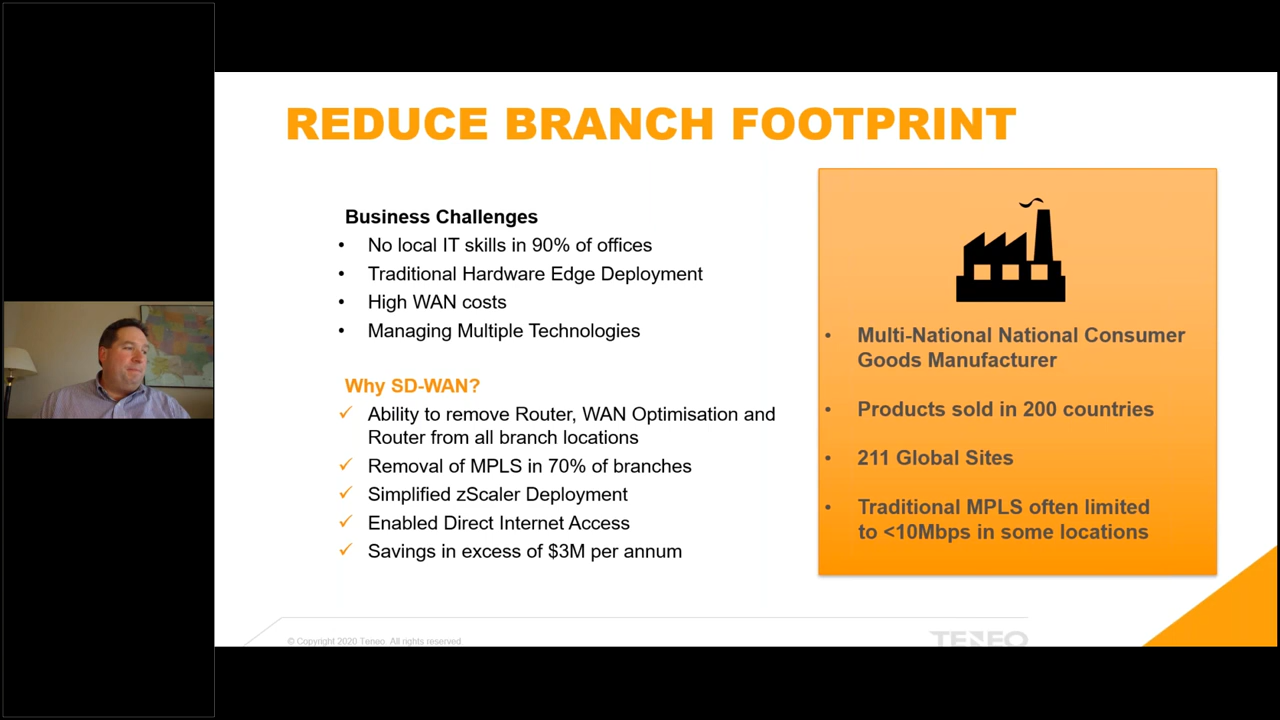 REDUCE BRANCH FOOTPRINT
Business Challenges
• No local IT skills in 90% of offices
• Traditional Hardware Edge Deployment
• High WAN costs
• Managing Multiple Technologies
Why SD-WAN?
✓ Ability to remove Router, WAN Optimisation and
Router from all branch locations
✓ Removal of MPLS in 70% of branches
✓ Simplified zScaler Deployment
✓ Enabled Direct Internet Access
✓ Savings in excess of $3M per annum
• Multi-National National Consumer
Goods Manufacturer
• Products sold in 200 countries
• 211 Global Sites
• Traditional MPLS often limited
to <10Mbps in some locations
© Copyright 2020 Teneo. All rights reserved
TENEO